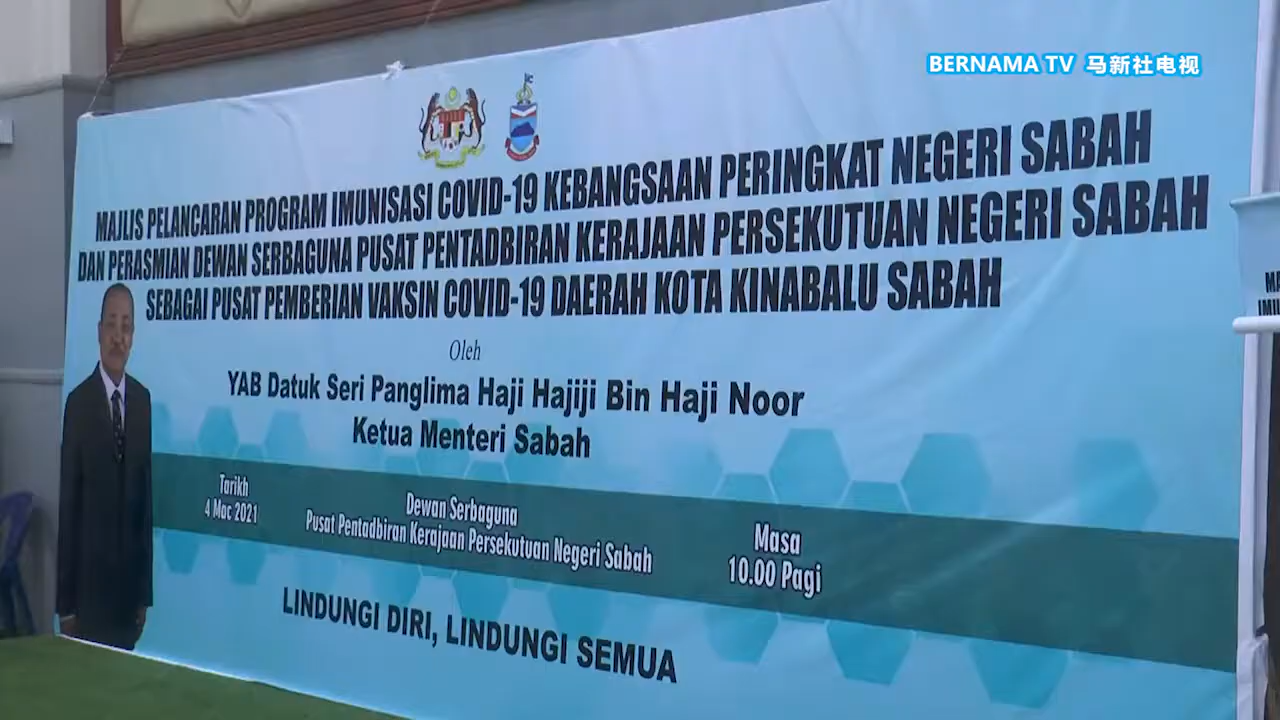 BERNAMA TV 马新社电视
MAJLIS PELANCARAN PROGRAM IMUNISASI COVID-19 KEBANGSAAN PERINGKAT NEGERI SABAH
DAN PERASMIAN DEWAN SERBAGUNA PUSAT PENTADBIRAN KERAJAAN PERSEKUTUAN NEGERI SABAH
SEBAGAI PUSAT PEMBERIAN VAKSIN COVID-19 DAERAH KOTA KINABALU SABAH
Oleh
YAB Datuk Seri Panglima Haji Hajiji Bin Haji Noor
Ketua Menteri Sabah
Tarikh
4 Mac 2021
Dewan Serbaguna
Pusat Pentadbiran Kerajaan Persekutuan Negeri Sabah
Masa
10.00 Pagi
LINDUNGI DIRI, LINDUNGI SEMUA